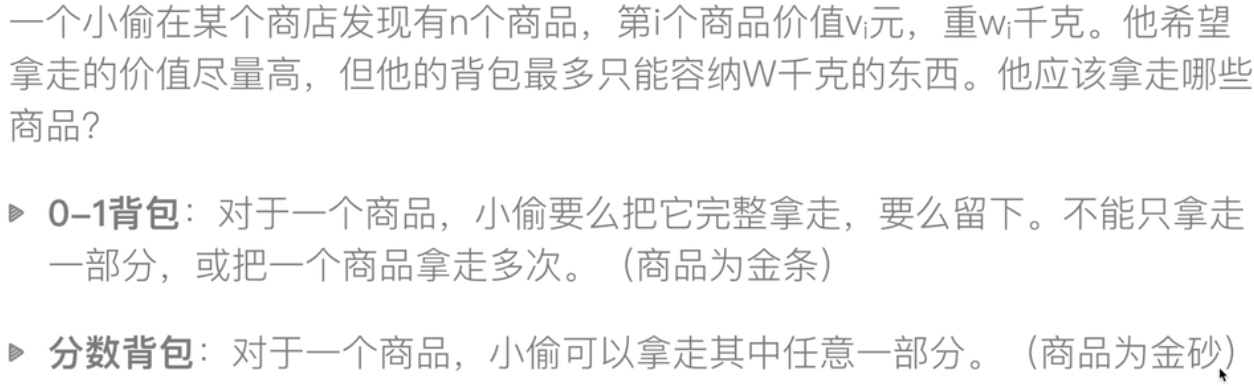 一个小偷在某个商店发现有n个商品，第i个商品价值vᵢ元，重wᵢ千克。他希望
拿走的价值尽量高，但他的背包最多只能容纳W千克的东西。他应该拿走哪些
商品？
0–1背包：对于一个商品，小偷要么把它完整拿走，要么留下。不能只拿走
一部分，或把一个商品拿走多次。（商品为金条）
分数背包：对于一个商品，小偷可以拿走其中任意一部分。（商品为金砂）